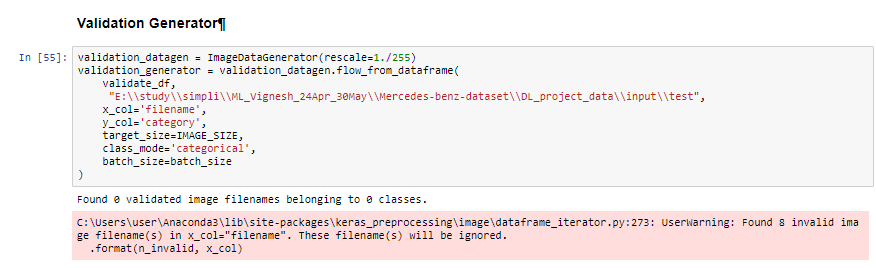 Validation Generator¶
In [55]: validation_datagen = ImageDataGenerator(rescale=1./255)
validation_generator = validation_datagen.flow_from_dataframe(
    validate_df,
     "E:\\study\\simpli\\ML_Vignesh_24Apr_30May\\Mercedes-benz-dataset\\DL_project_data\\input\\test",
    x_col='filename',
    y_col='category',
    target_size=IMAGE_SIZE,
    class_mode='categorical',
    batch_size=batch_size
)
Found 0 validated image filenames belonging to 0 classes.
C:\Users\user\Anaconda3\lib\site-packages\keras_preprocessing\image\dataframe_iterator.py:273: UserWarning: Found 8 invalid ima
ge filename(s) in x_col="filename". These filename(s) will be ignored.
  .format(n_invalid, x_col)